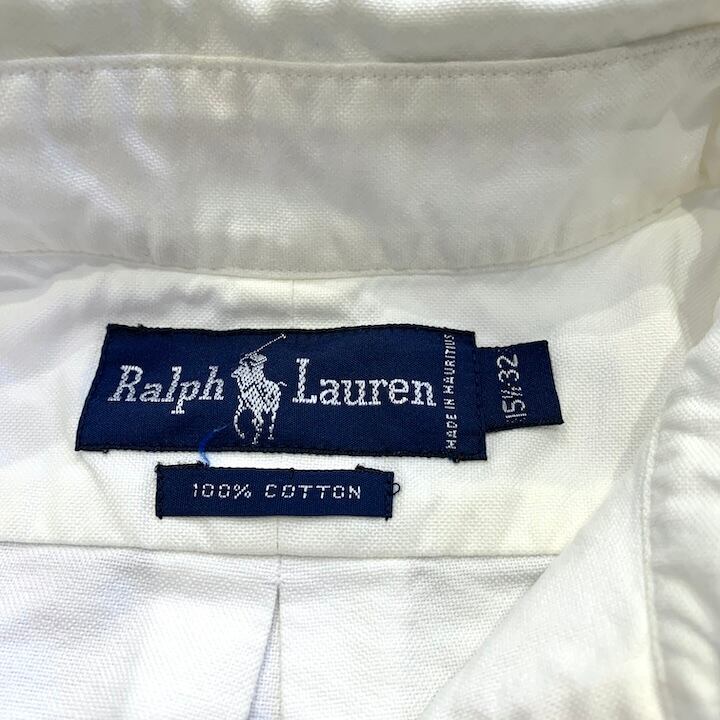 Ralph Lauren
MADE IN MAURITIUS
15½-32
100% COTTON